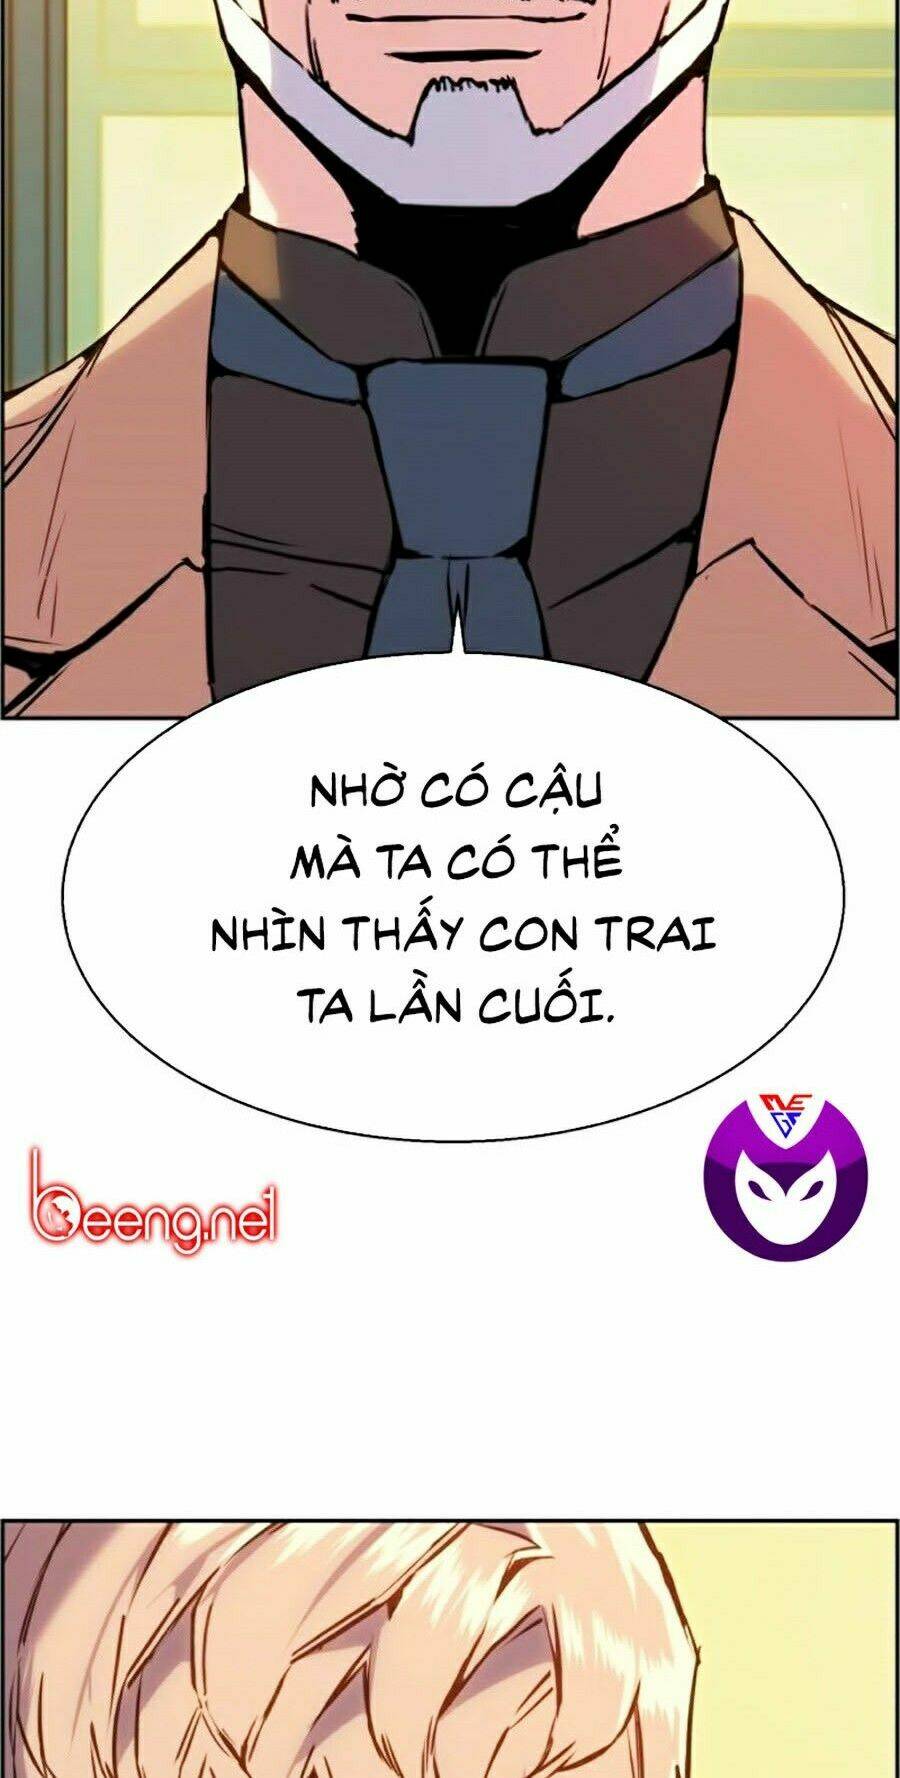 NHỜ CÓ CẬU
MÀ TA CÓ THỂ
NHÌN THẤY CON TRAI
TA LẦN CUỐI.
beeng.net